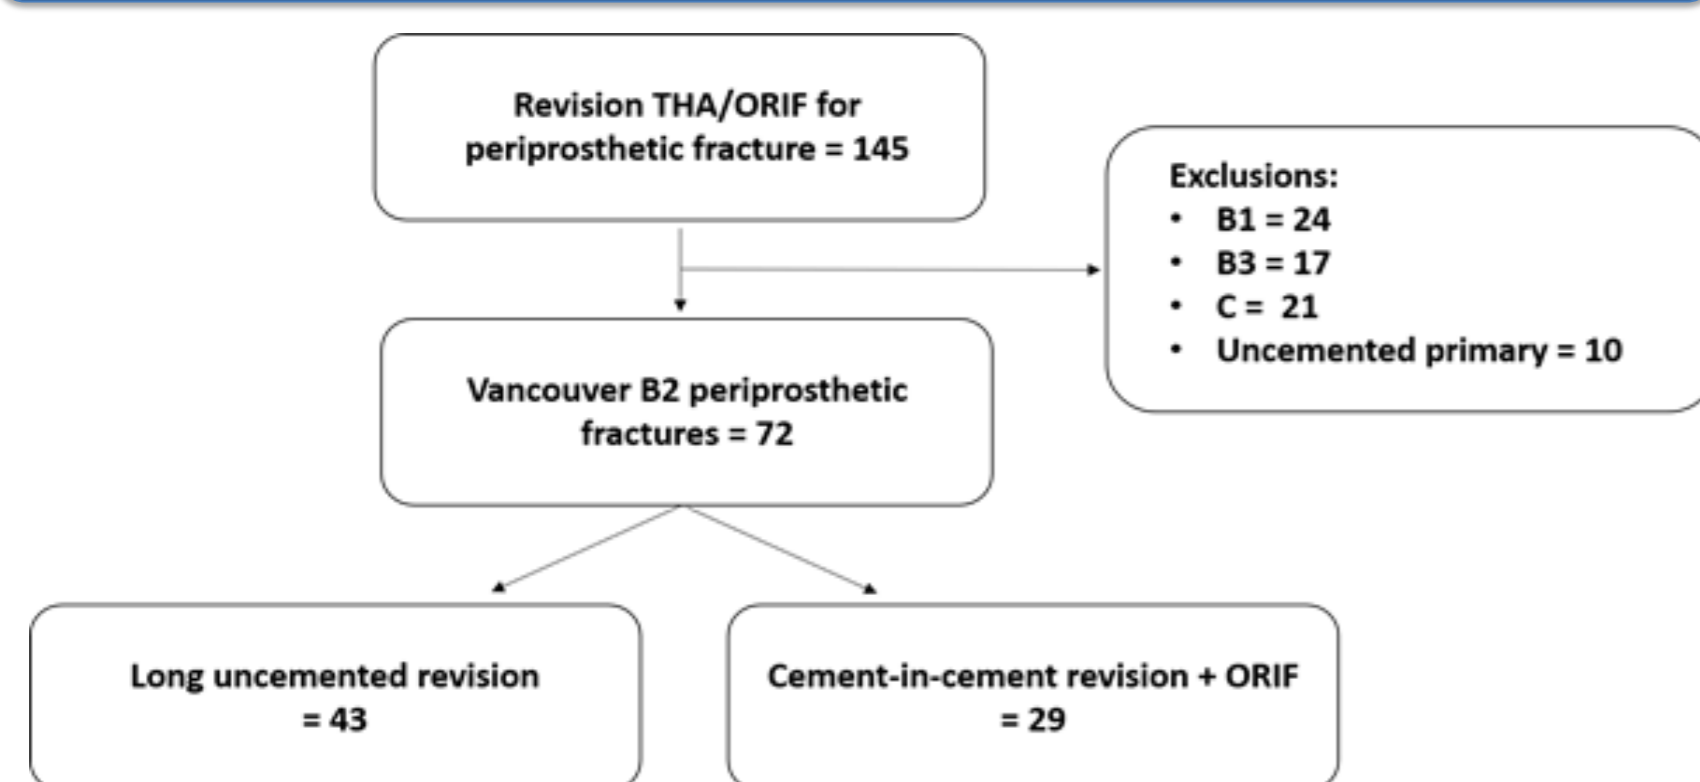 Revision THA/ORIF for
periprosthetic fracture = 145
Exclusions:
• B1 = 24
• B3 = 17
• C =  21
• Uncemented primary = 10
Vancouver B2 periprosthetic
fractures = 72
Long uncemented revision
= 43
Cement-in-cement revision + ORIF
= 29